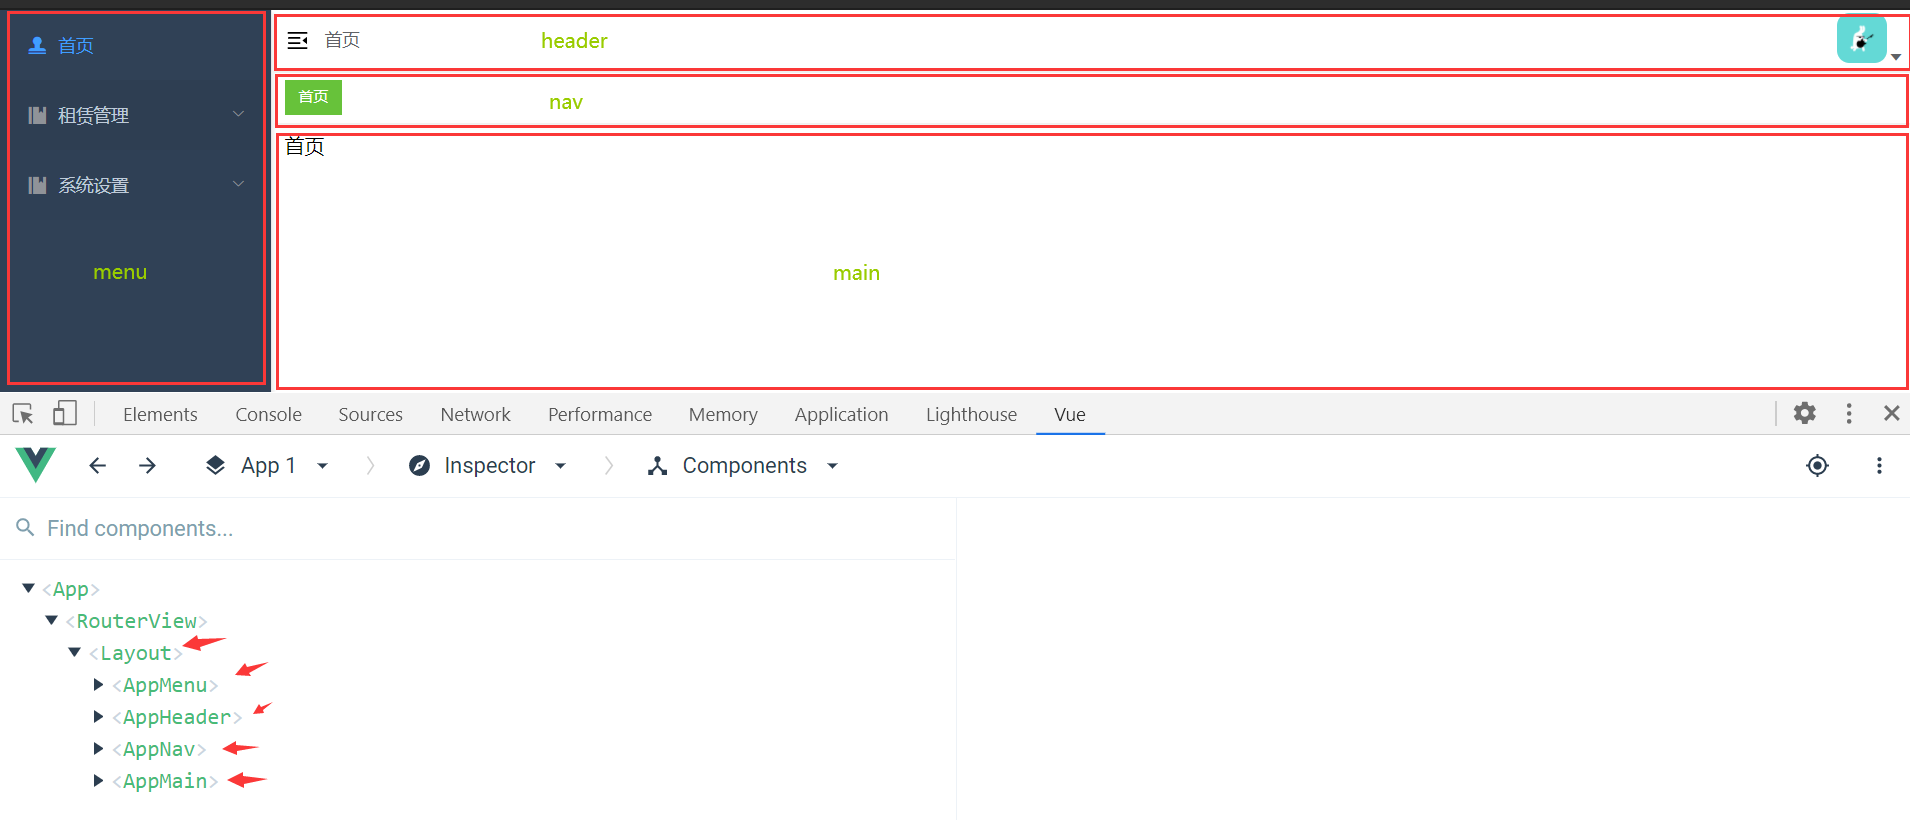 首页
租赁管理
系统设置
menu
首页
header
首页
nav
首页
main
Elements Console Sources Network Performance Memory Application Lighthouse Vue
App 1 Inspector Components
Find components...
<App>
<RouterView>
<Layout>
<AppMenu>
<AppHeader>
<AppNav>
<AppMain>